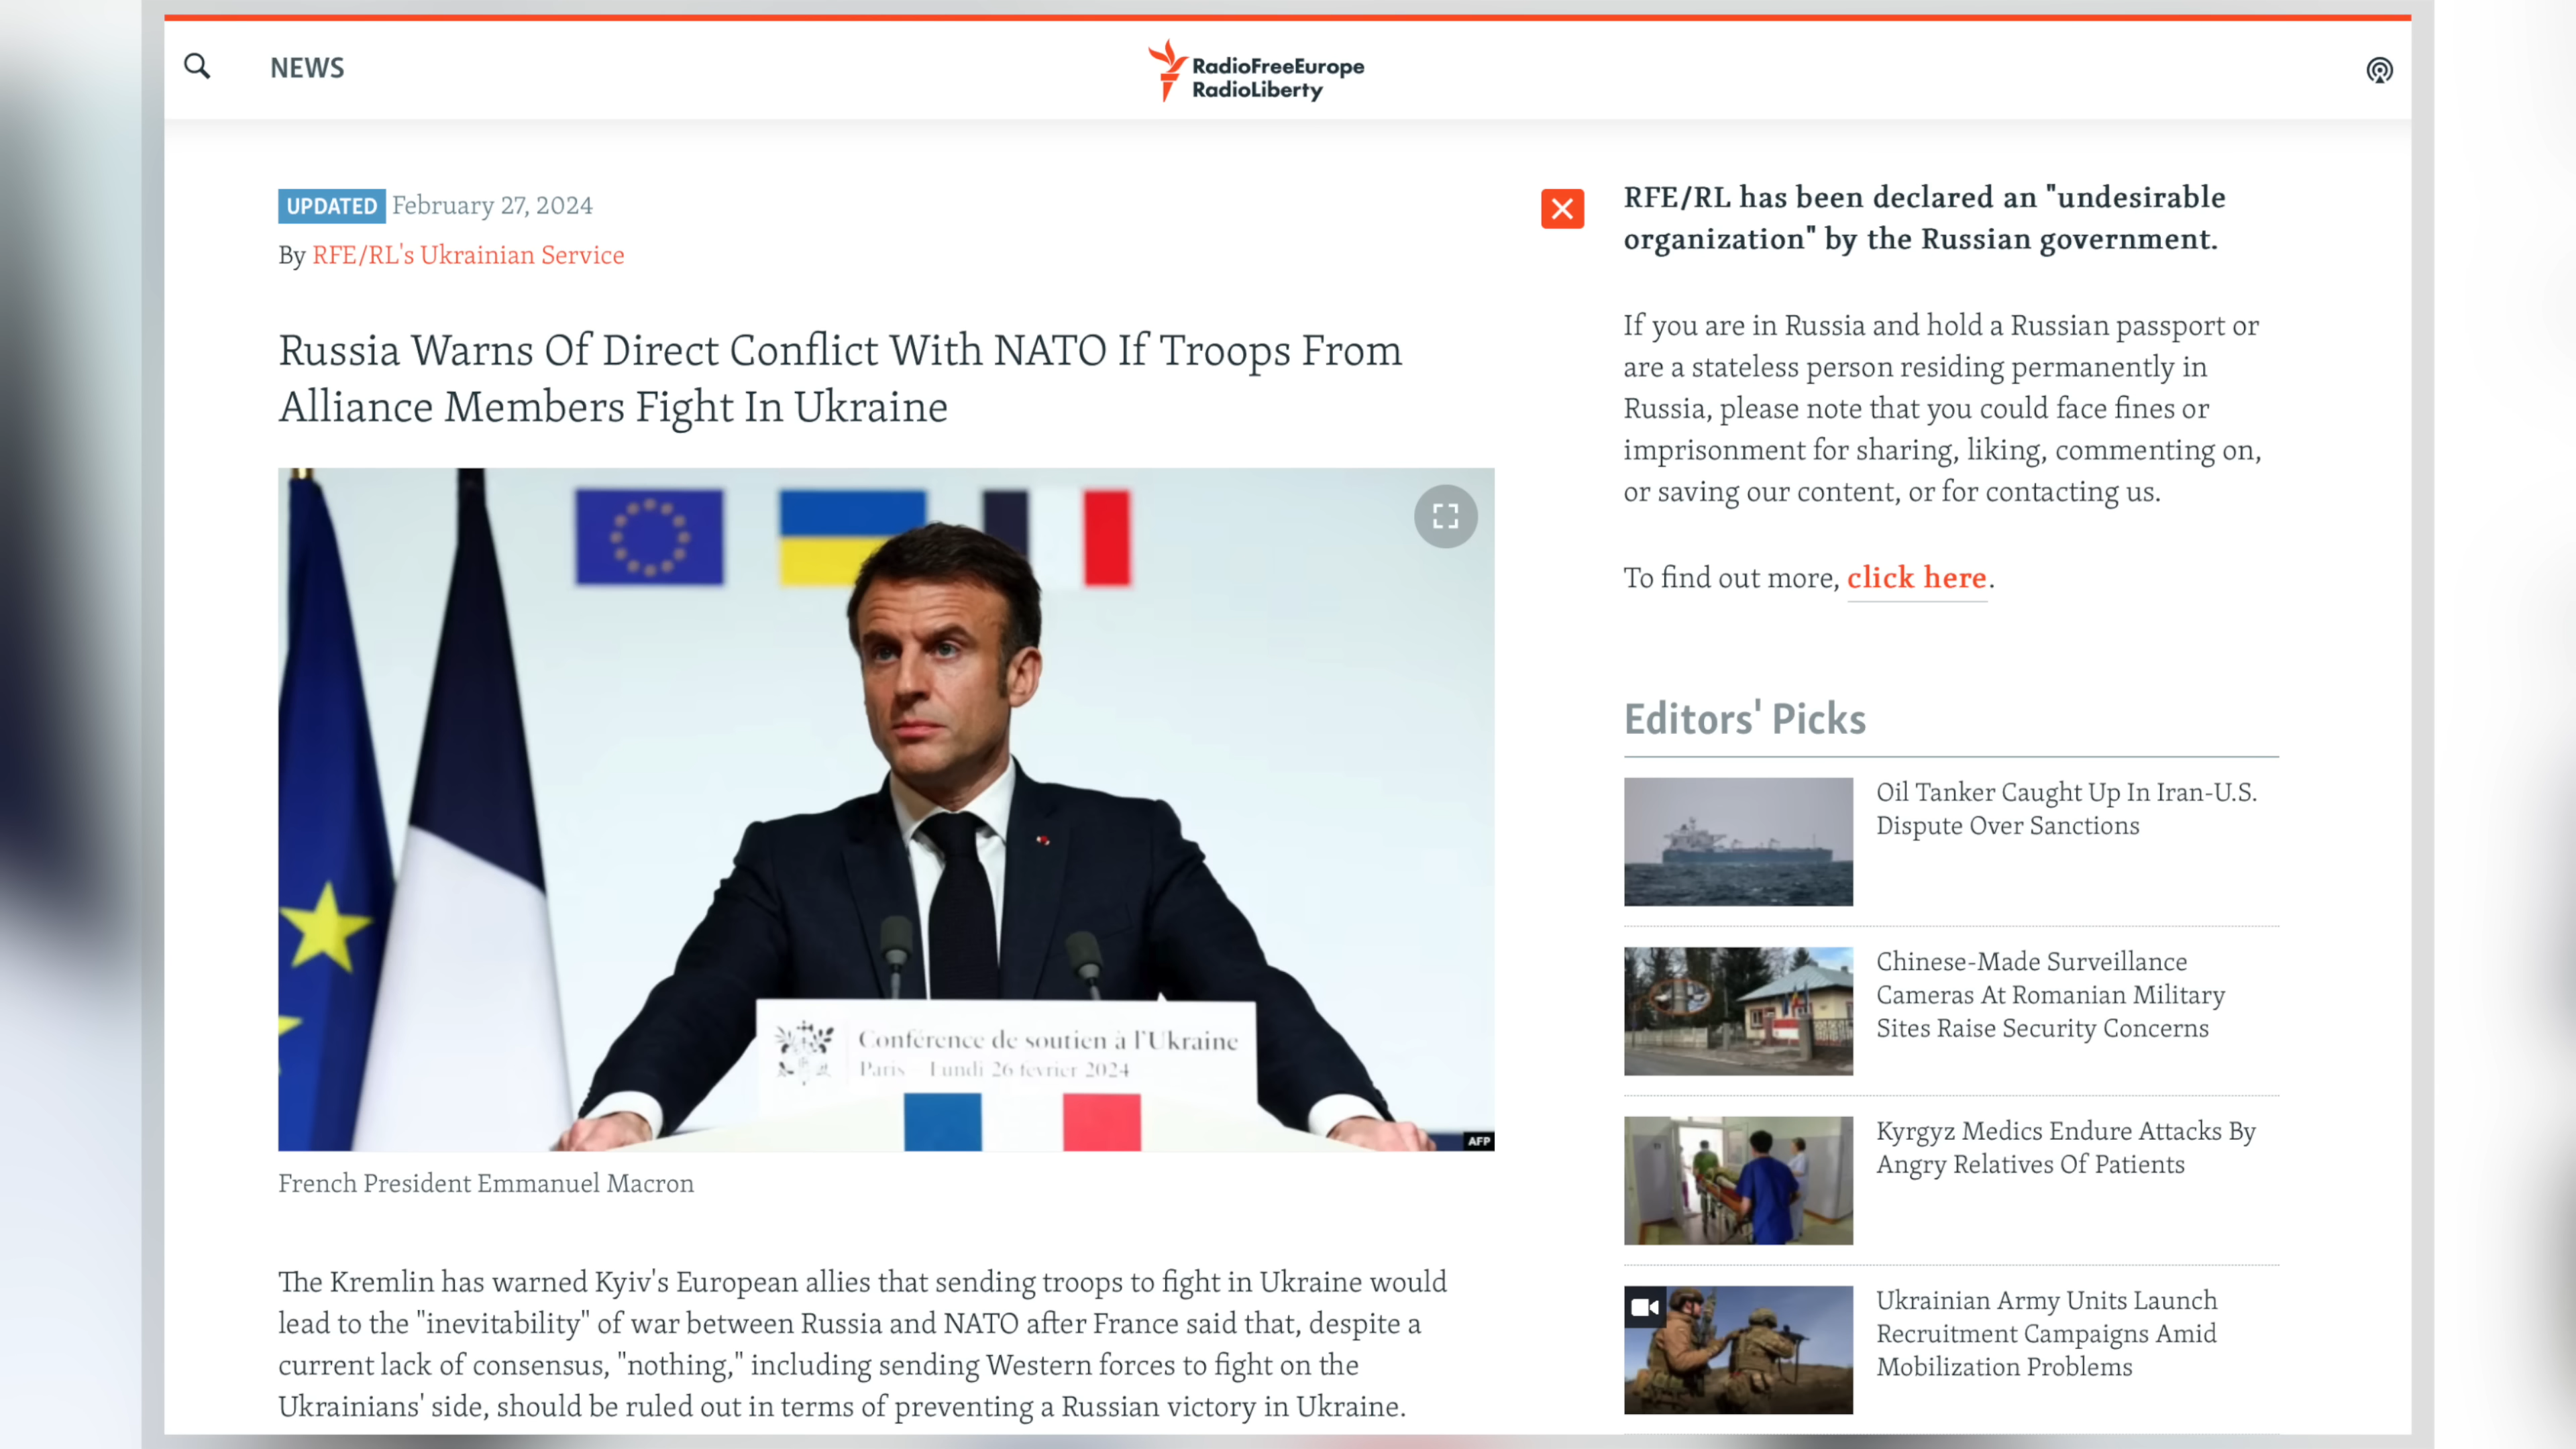 NEWS
RadioFreeEurope
RadioLiberty
UPDATED February 27, 2024
By RFE/RL's Ukrainian Service
Russia Warns Of Direct Conflict With NATO If Troops From
Alliance Members Fight In Ukraine
Conférence de soutien à l'Ukraine
Paris – Lundi 26 février 2024
AFP
French President Emmanuel Macron
The Kremlin has warned Kyiv's European allies that sending troops to fight in Ukraine would
lead to the "inevitability" of war between Russia and NATO after France said that, despite a
current lack of consensus, "nothing," including sending Western forces to fight on the
Ukrainians' side, should be ruled out in terms of preventing a Russian victory in Ukraine.
RFE/RL has been declared an "undesirable
organization" by the Russian government.
If you are in Russia and hold a Russian passport or
are a stateless person residing permanently in
Russia, please note that you could face fines or
imprisonment for sharing, liking, commenting on,
or saving our content, or for contacting us.
To find out more, click here.
Editors' Picks
Oil Tanker Caught Up In Iran-U.S.
Dispute Over Sanctions
Chinese-Made Surveillance
Cameras At Romanian Military
Sites Raise Security Concerns
Kyrgyz Medics Endure Attacks By
Angry Relatives Of Patients
Ukrainian Army Units Launch
Recruitment Campaigns Amid
Mobilization Problems